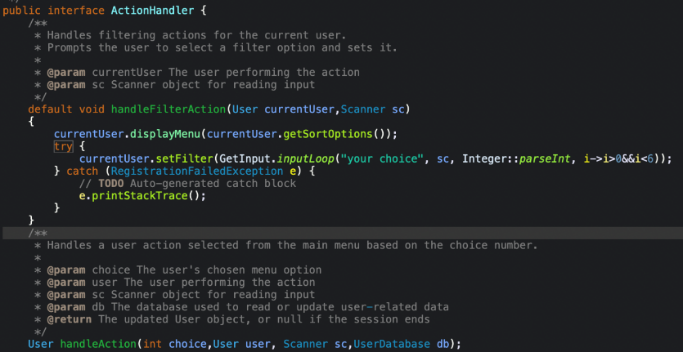 public interface ActionHandler {
/**
* Handles filtering actions for the current user.
* Prompts the user to select a filter option and sets it.
*
* @param currentUser The user performing the action
* @param sc Scanner object for reading input
*/
default void handleFilterAction(User currentUser,Scanner sc)
{
currentUser.displayMenu(currentUser.getSortOptions());
try {
currentUser.setFilter(GetInput.inputLoop("your choice", sc, Integer::parseInt, i->i>0&&i<6));
} catch (RegistrationFailedException e) {
// TODO Auto-generated catch block
e.printStackTrace();
}
}
/**
* Handles a user action selected from the main menu based on the choice number.
*
* @param choice The user's chosen menu option
* @param user The user performing the action
* @param sc Scanner object for reading input
* @param db The database used to read or update user-related data
* @return The updated User object, or null if the session ends
*/
User handleAction(int choice,User user, Scanner sc,UserDatabase db);